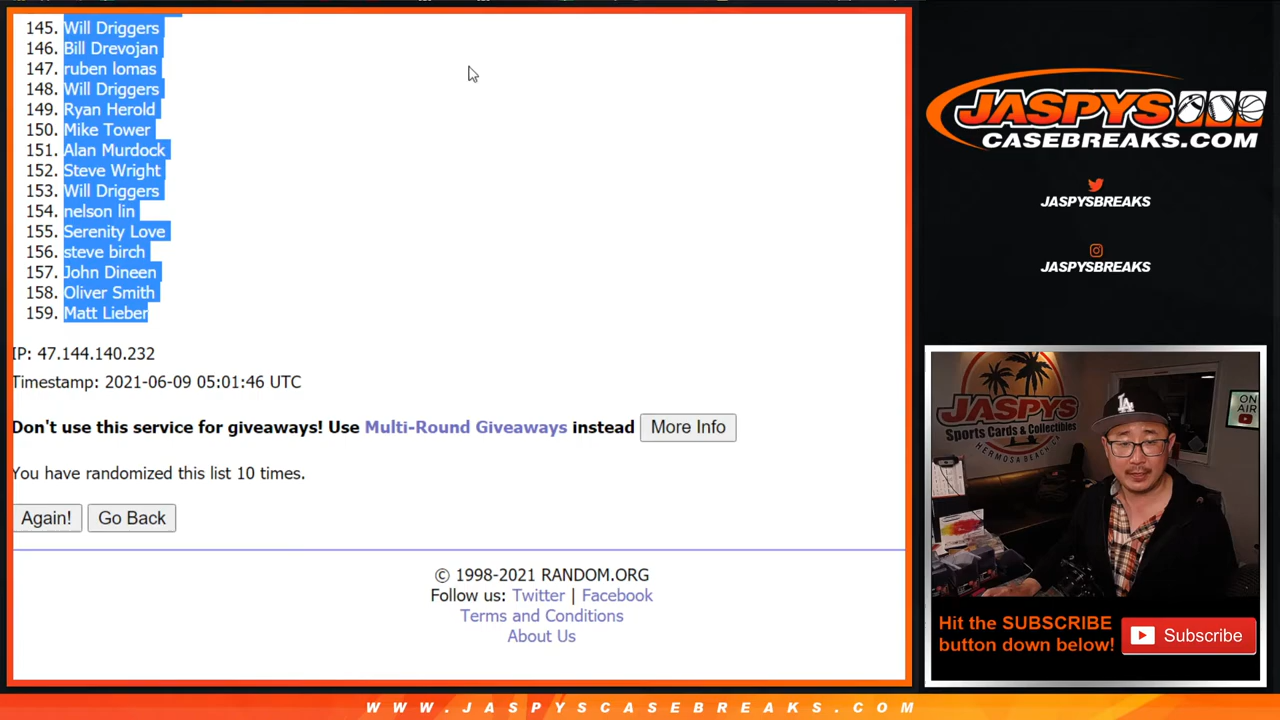 145. Will Driggers
146. Bill Drevojan
147. ruben lomas
148. Will Driggers
149. Ryan Herold
150. Mike Tower
151. Alan Murdock
152. Steve Wright
153. Will Driggers
154. nelson lin
155. Serenity Love
156. steve birch
157. John Dineen
158. Oliver Smith
159. Matt Lieber
IP: 47.144.140.232
Timestamp: 2021-06-09 05:01:46 UTC
Don't use this service for giveaways! Use Multi-Round Giveaways instead More Info
You have randomized this list 10 times.
Again! Go Back
© 1998-2021 RANDOM.ORG
Follow us: Twitter | Facebook
Terms and Conditions
About Us
JASPYS
CASEBREAKS.COM
JASPYSBREAKS
JASPYSBREAKS
JASPYS
Sports Cards & Collectibles
HERMOSA BEACH, CA
LA
ON
AIR
Hit the SUBSCRIBE
button down below!
Subscribe
WWW.JASPYSCASEBREAKS.COM